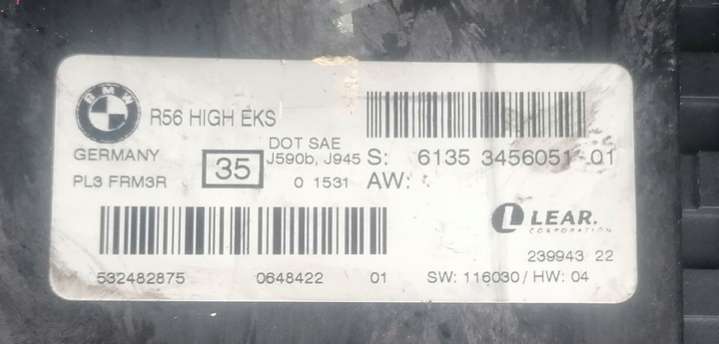 BMW
R56 HIGH EKS
GERMANY
PL3 FRM3R
35
DOT SAE
J590b, J945
0 1531
S: 6135 3456051-01
AW:
LEAR.
CORPORATION
239943 22
532482875 0648422 01
SW: 116030 / HW: 04